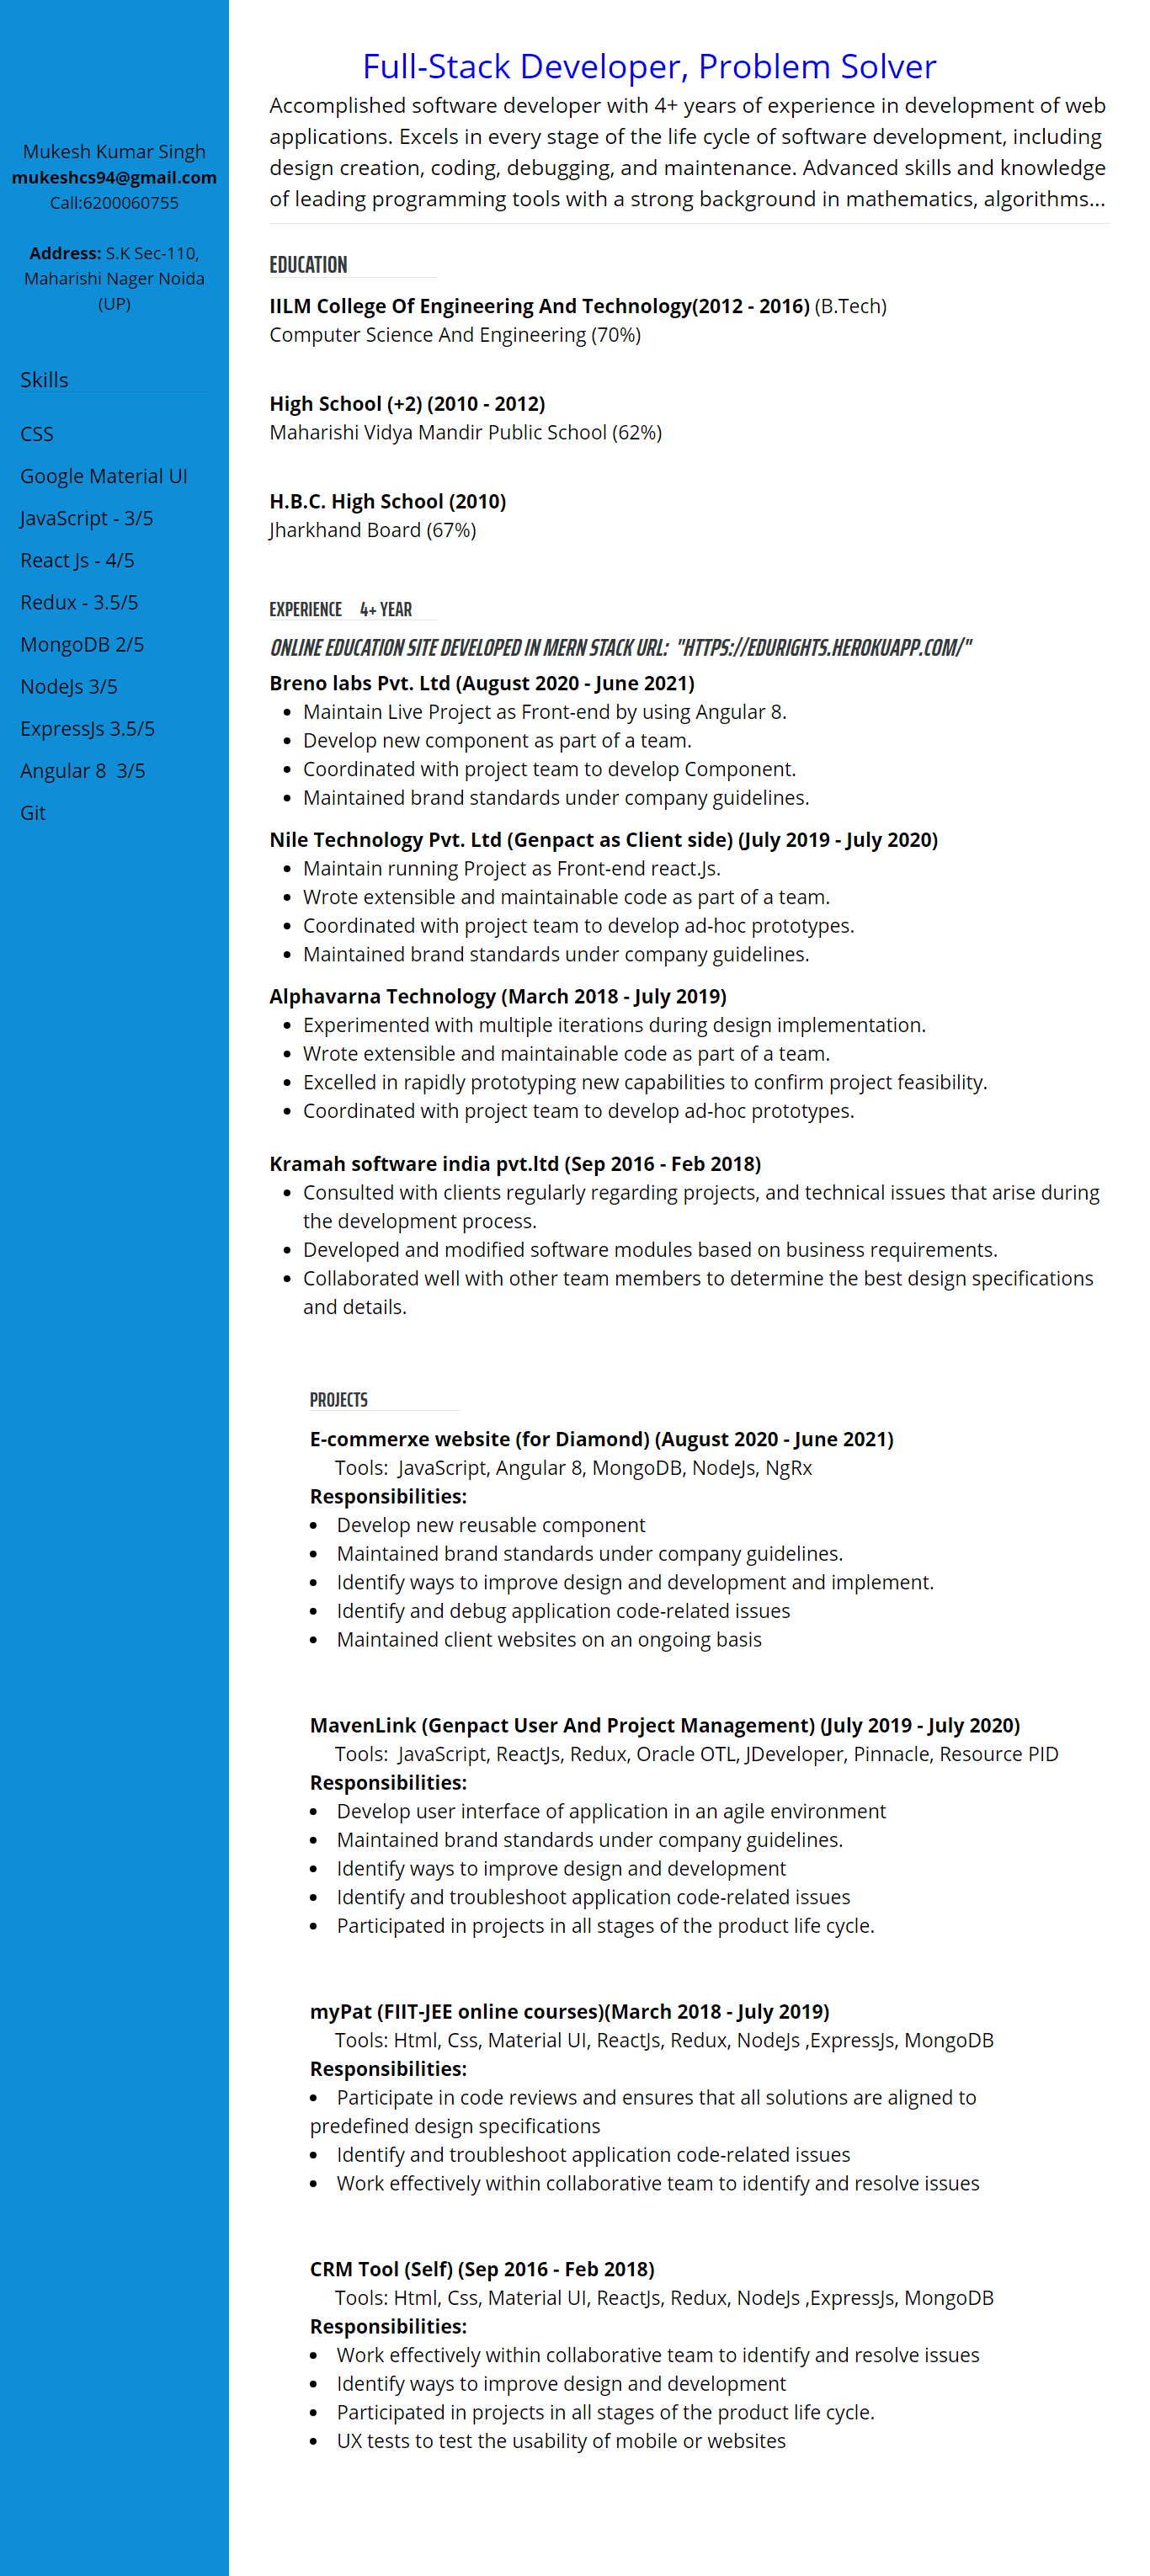 Mukesh Kumar Singh
mukeshcs94@gmail.com
Call:6200060755
Address: S.K Sec-110,
Maharishi Nager Noida
(UP)
Skills
CSS
Google Material UI
JavaScript - 3/5
React Js - 4/5
Redux - 3.5/5
MongoDB 2/5
NodeJs 3/5
ExpressJs 3.5/5
Angular 8  3/5
Git
Full-Stack Developer, Problem Solver
Accomplished software developer with 4+ years of experience in development of web
applications. Excels in every stage of the life cycle of software development, including
design creation, coding, debugging, and maintenance. Advanced skills and knowledge
of leading programming tools with a strong background in mathematics, algorithms...
EDUCATION
IILM College Of Engineering And Technology(2012 - 2016) (B.Tech)
Computer Science And Engineering (70%)
High School (+2) (2010 - 2012)
Maharishi Vidya Mandir Public School (62%)
H.B.C. High School (2010)
Jharkhand Board (67%)
EXPERIENCE    4+ YEAR
ONLINE EDUCATION SITE DEVELOPED IN MERN STACK URL:  "HTTPS://EDURIGHTS.HEROKUAPP.COM/"
Breno labs Pvt. Ltd (August 2020 - June 2021)
• Maintain Live Project as Front-end by using Angular 8.
• Develop new component as part of a team.
• Coordinated with project team to develop Component.
• Maintained brand standards under company guidelines.
Nile Technology Pvt. Ltd (Genpact as Client side) (July 2019 - July 2020)
• Maintain running Project as Front-end react.Js.
• Wrote extensible and maintainable code as part of a team.
• Coordinated with project team to develop ad-hoc prototypes.
• Maintained brand standards under company guidelines.
Alphavarna Technology (March 2018 - July 2019)
• Experimented with multiple iterations during design implementation.
• Wrote extensible and maintainable code as part of a team.
• Excelled in rapidly prototyping new capabilities to confirm project feasibility.
• Coordinated with project team to develop ad-hoc prototypes.
Kramah software india pvt.ltd (Sep 2016 - Feb 2018)
• Consulted with clients regularly regarding projects, and technical issues that arise during
the development process.
• Developed and modified software modules based on business requirements.
• Collaborated well with other team members to determine the best design specifications
and details.
PROJECTS
E-commerxe website (for Diamond) (August 2020 - June 2021)
Tools:  JavaScript, Angular 8, MongoDB, NodeJs, NgRx
Responsibilities:
• Develop new reusable component
• Maintained brand standards under company guidelines.
• Identify ways to improve design and development and implement.
• Identify and debug application code-related issues
• Maintained client websites on an ongoing basis
MavenLink (Genpact User And Project Management) (July 2019 - July 2020)
Tools:  JavaScript, ReactJs, Redux, Oracle OTL, JDeveloper, Pinnacle, Resource PID
Responsibilities:
• Develop user interface of application in an agile environment
• Maintained brand standards under company guidelines.
• Identify ways to improve design and development
• Identify and troubleshoot application code-related issues
• Participated in projects in all stages of the product life cycle.
myPat (FIIT-JEE online courses)(March 2018 - July 2019)
Tools: Html, Css, Material UI, ReactJs, Redux, NodeJs ,ExpressJs, MongoDB
Responsibilities:
• Participate in code reviews and ensures that all solutions are aligned to
predefined design specifications
• Identify and troubleshoot application code-related issues
• Work effectively within collaborative team to identify and resolve issues
CRM Tool (Self) (Sep 2016 - Feb 2018)
Tools: Html, Css, Material UI, ReactJs, Redux, NodeJs ,ExpressJs, MongoDB
Responsibilities:
• Work effectively within collaborative team to identify and resolve issues
• Identify ways to improve design and development
• Participated in projects in all stages of the product life cycle.
• UX tests to test the usability of mobile or websites